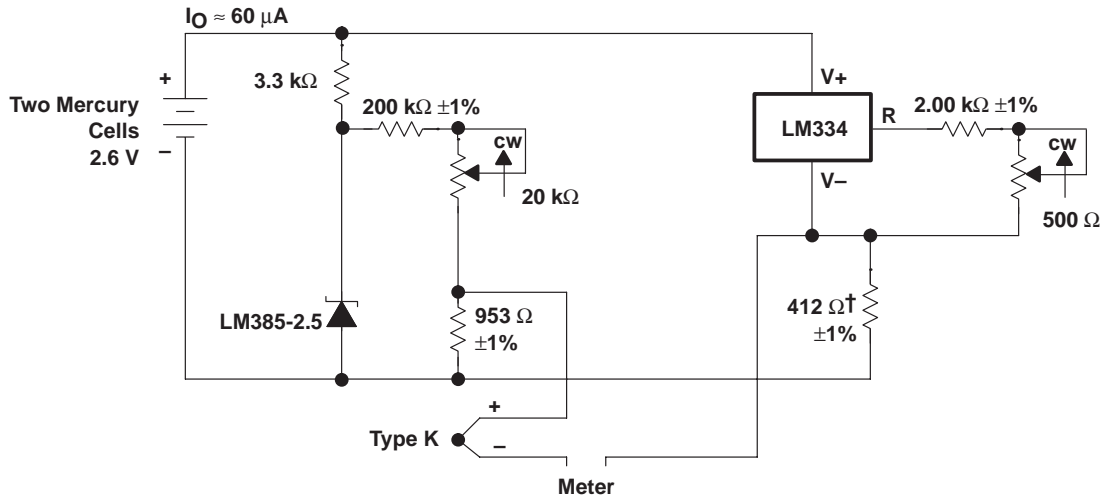 I_O ≈ 60 μA
+
Two Mercury
Cells
2.6 V
–
3.3 kΩ
200 kΩ ±1%
cw
20 kΩ
LM385-2.5
953 Ω
±1%
V+
LM334
R
V–
2.00 kΩ ±1%
cw
500 Ω
412 Ω†
±1%
+
Type K
–
Meter